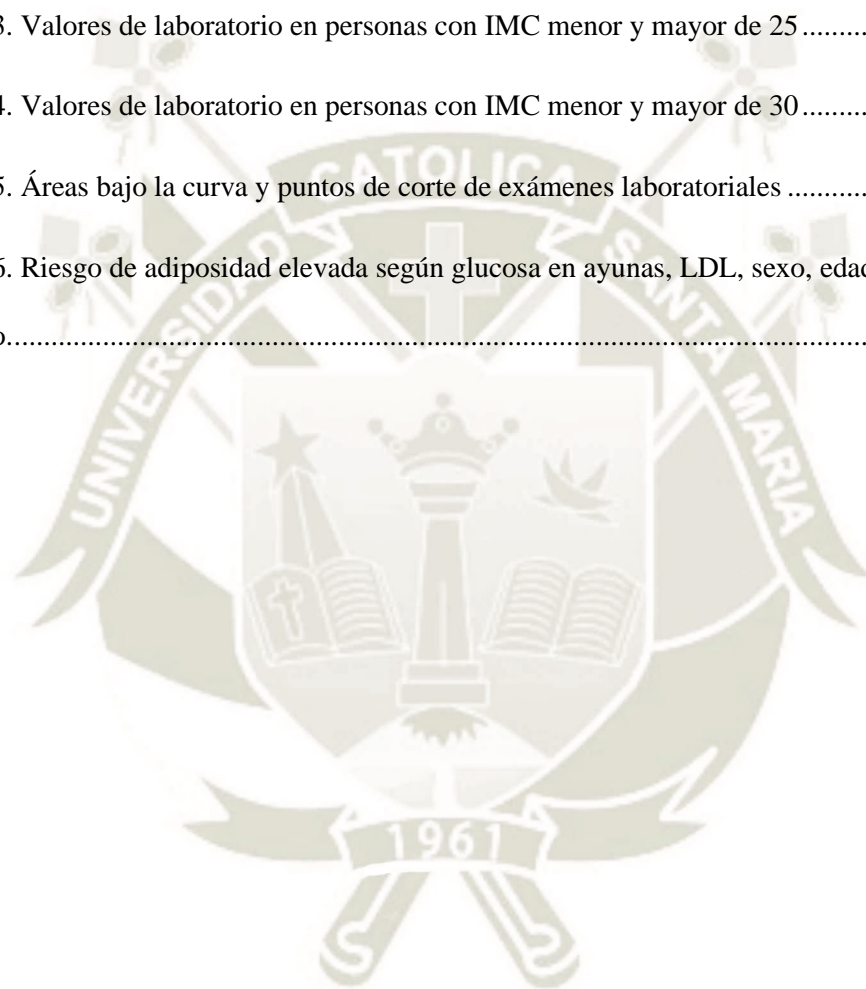 3. Valores de laboratorio en personas con IMC menor y mayor de 25..........
4. Valores de laboratorio en personas con IMC menor y mayor de 30..........
5. Áreas bajo la curva y puntos de corte de exámenes laboratoriales ...........
6. Riesgo de adiposidad elevada según glucosa en ayunas, LDL, sexo, edad
o.........................................................................................................................
UNIVERSIDAD CATOLICA SANTA MARIA
1961